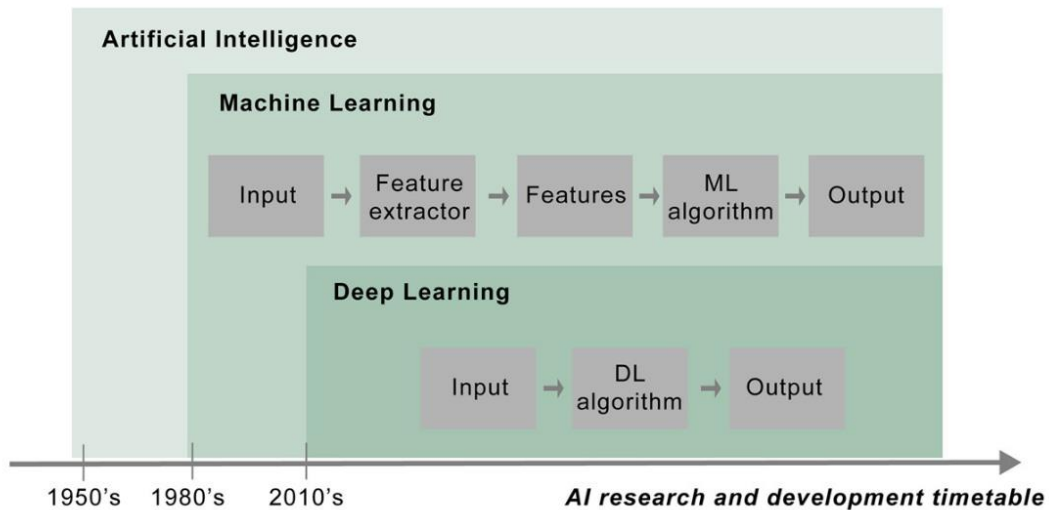 Artificial Intelligence
Machine Learning
Input
Feature
extractor
Features
ML
algorithm
Output
Deep Learning
Input
DL
algorithm
Output
1950's
1980's
2010's
AI research and development timetable